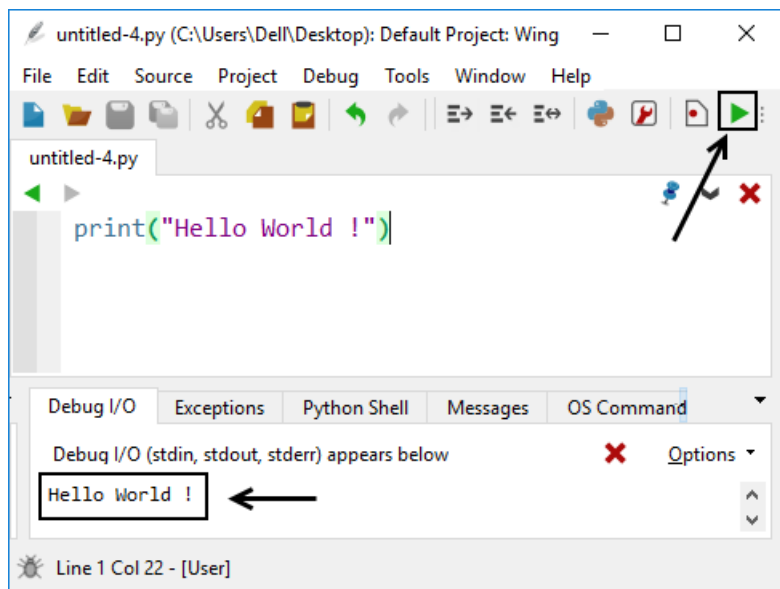 untitled-4.py (C:\Users\Dell\Desktop): Default Project: Wing
File Edit Source Project Debug Tools Window Help
untitled-4.py
print("Hello World !")
Debug I/O Exceptions Python Shell Messages OS Command
Debug I/O (stdin, stdout, stderr) appears below Options
Hello World !
Line 1 Col 22 - [User]